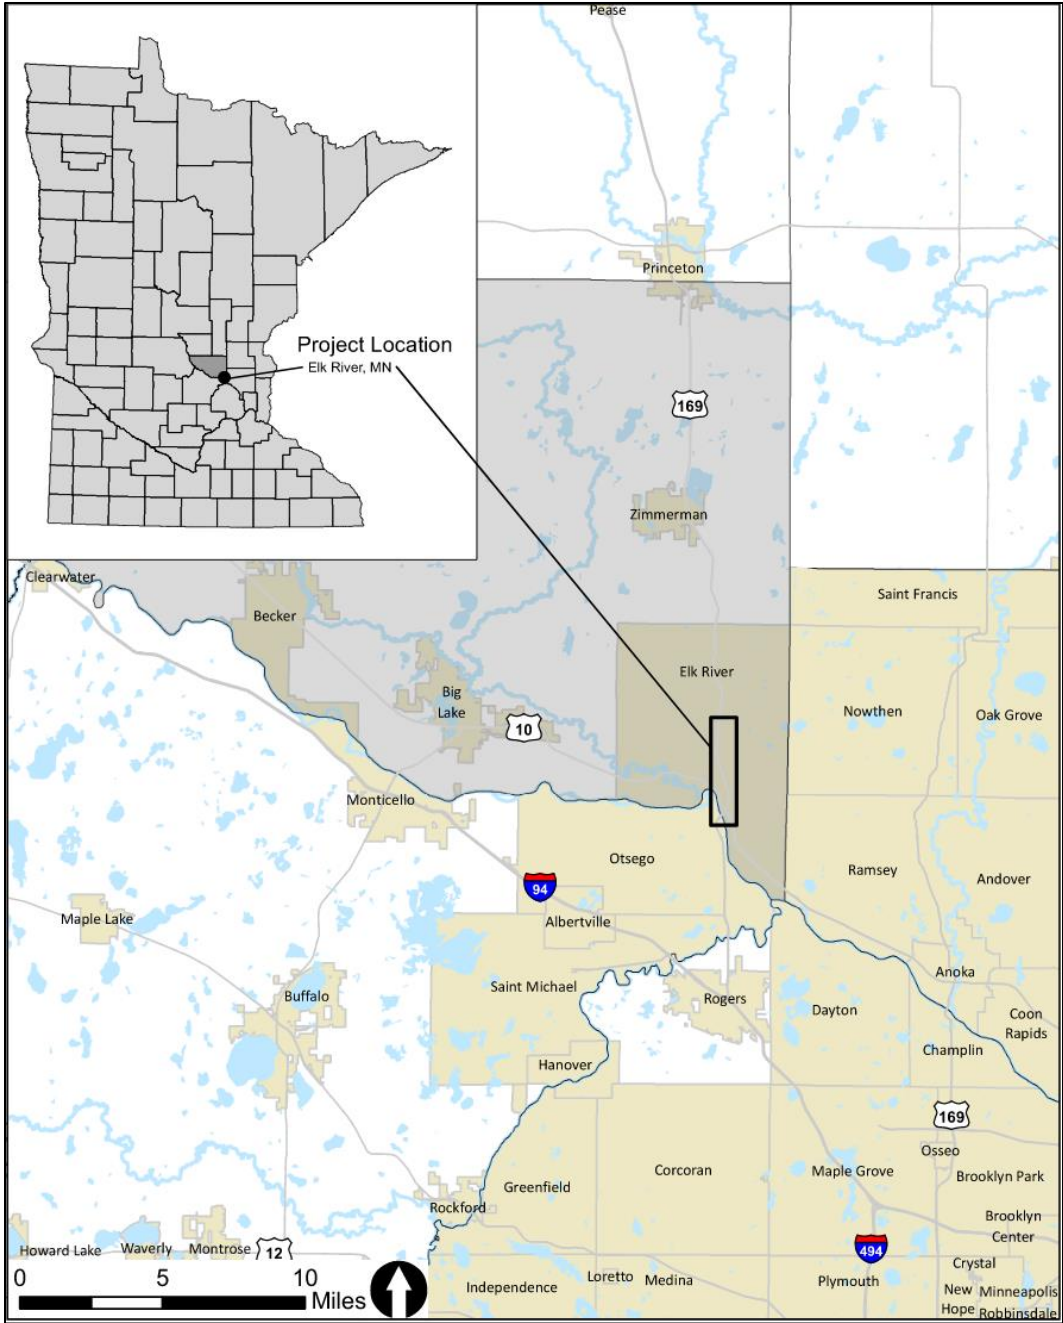 Pease
Princeton
Project Location
Elk River, MN
169
Zimmerman
Clearwater
Saint Francis
Becker
Elk River
Big
Lake
Nowthen
Oak Grove
10
Monticello
Otsego
Ramsey
Andover
94
Maple Lake
Albertville
Anoka
Saint Michael
Buffalo
Rogers
Dayton
Coon
Rapids
Champlin
Hanover
169
Osseo
Corcoran
Maple Grove
Brooklyn Park
Greenfield
Rockford
Brooklyn
Center
Howard Lake
Waverly
Montrose
12
494
Crystal
Loretto
Medina
Plymouth
Independence
New
Hope
Minneapolis
Robbinsdale
0 5 10
Miles